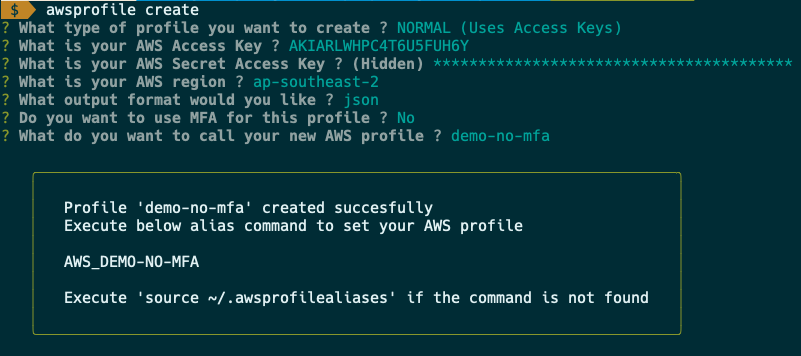 $ awsprofile create
? What type of profile you want to create ? NORMAL (Uses Access Keys)
? What is your AWS Access Key ? AKIARLWHPC4T6U5FUH6Y
? What is your AWS Secret Access Key ? (Hidden) ****************************************
? What is your AWS region ? ap-southeast-2
? What output format would you like ? json
? Do you want to use MFA for this profile ? No
? What do you want to call your new AWS profile ? demo-no-mfa
Profile 'demo-no-mfa' created succesfully
Execute below alias command to set your AWS profile
AWS_DEMO-NO-MFA
Execute 'source ~/.awsprofilealiases' if the command is not found